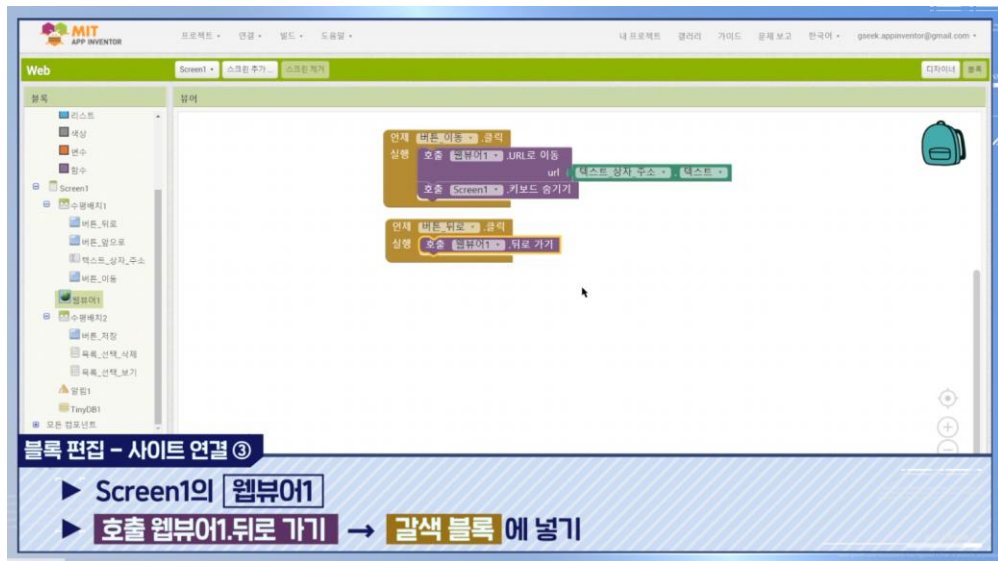 MIT
APP INVENTOR
프로젝트 연결 빌드 도움말 내 프로젝트 갤러리 가이드 문제 보고 한국어 gseek.appinventor@gmail.com
Web Screen1 스크린 추가 ... 스크린 제거 디자이너 블록
블록 뷰어
리스트
색상
변수
함수
Screen1
수평배치1
버튼_뒤로
버튼_앞으로
텍스트_상자_주소
버튼_이동
웹뷰어1
수평배치2
버튼_저장
목록_선택_삭제
목록_선택_보기
알림1
TinyDB1
모든 컴포넌트
언제 버튼_이동 .클릭
실행 호출 웹뷰어1 .URL로 이동
url 텍스트_상자_주소 . 텍스트
호출 Screen1 .키보드 숨기기
언제 버튼_뒤로 .클릭
실행 호출 웹뷰어1 .뒤로 가기
블록 편집 – 사이트 연결 ③
▶ Screen1의 웹뷰어1
▶ 호출 웹뷰어1.뒤로 가기 → 갈색 블록 에 넣기